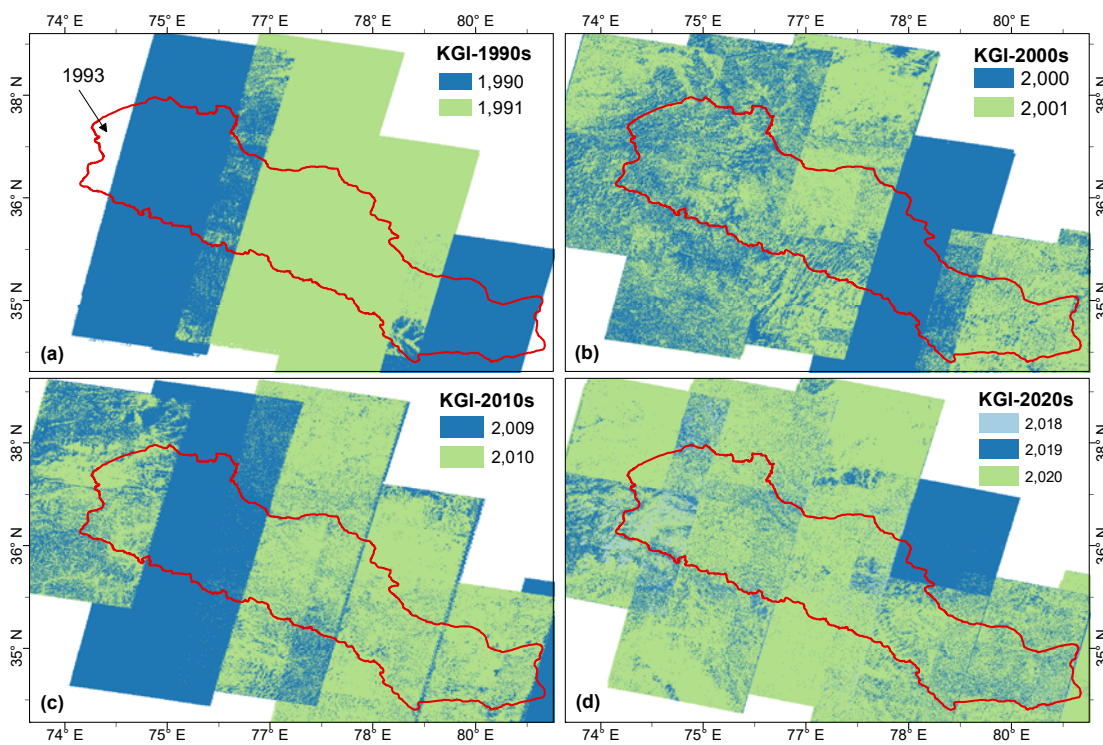 74° E 75° E 77° E 78° E 80° E 74° E 75° E 77° E 78° E 80° E
38° N
36° N
35° N
1993
KGI-1990s
1,990
1,991
(a)
KGI-2000s
2,000
2,001
(b)
38° N
36° N
35° N
38° N
36° N
35° N
KGI-2010s
2,009
2,010
(c)
KGI-2020s
2,018
2,019
2,020
(d)
38° N
36° N
35° N
74° E 75° E 77° E 78° E 80° E 74° E 75° E 77° E 78° E 80° E